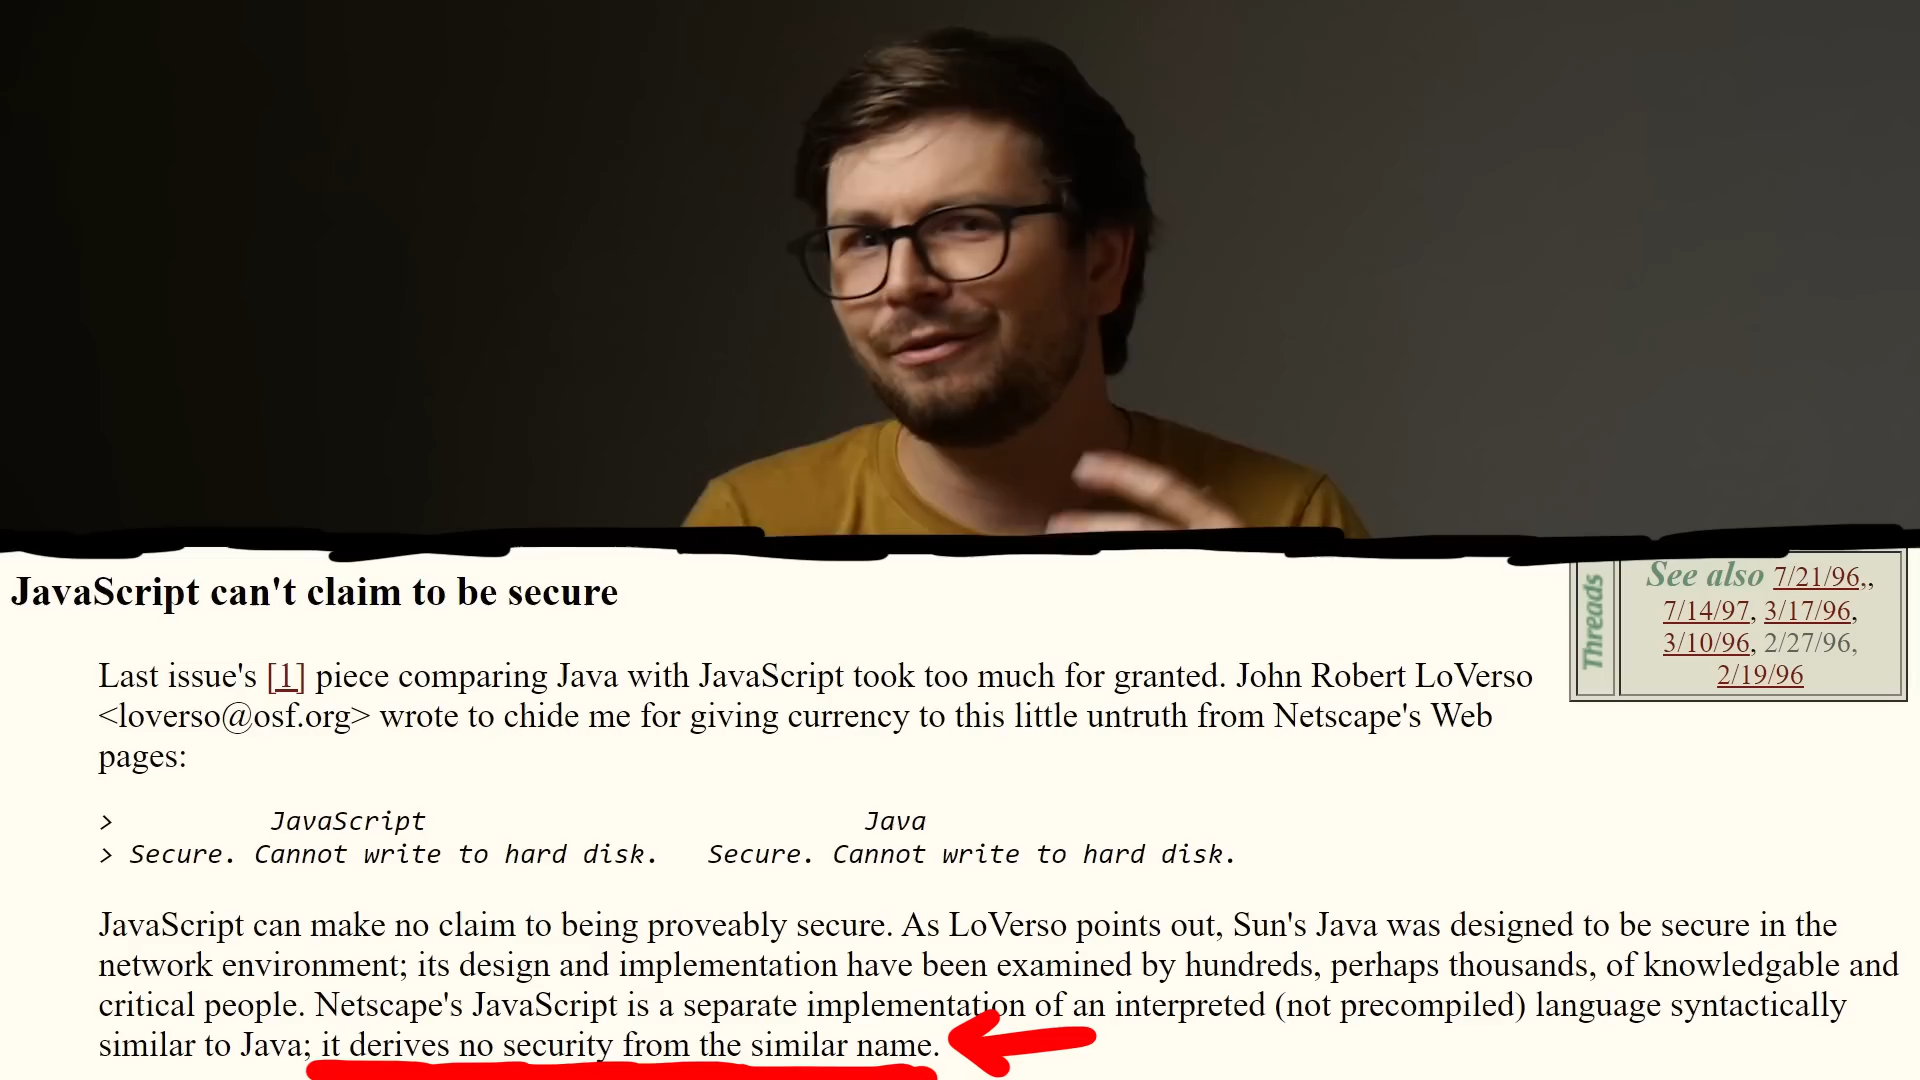 JavaScript can't claim to be secure
Threads
See also 7/21/96,,
7/14/97, 3/17/96,
3/10/96, 2/27/96,
2/19/96
Last issue's [1] piece comparing Java with JavaScript took too much for granted. John Robert LoVerso
<loverso@osf.org> wrote to chide me for giving currency to this little untruth from Netscape's Web
pages:
> JavaScript Java
> Secure. Cannot write to hard disk. Secure. Cannot write to hard disk.
JavaScript can make no claim to being proveably secure. As LoVerso points out, Sun's Java was designed to be secure in the
network environment; its design and implementation have been examined by hundreds, perhaps thousands, of knowledgable and
critical people. Netscape's JavaScript is a separate implementation of an interpreted (not precompiled) language syntactically
similar to Java; it derives no security from the similar name.